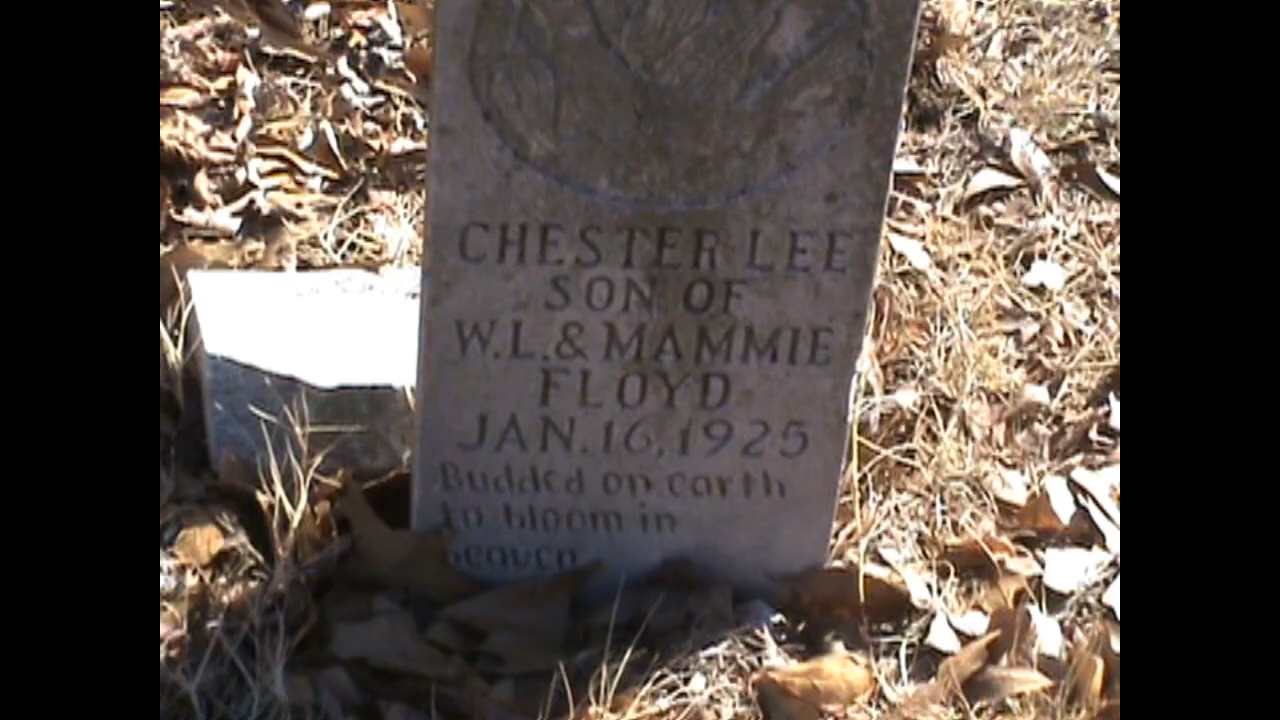 CHESTER LEE
SON OF
W.L. & MAMMIE
FLOYD
JAN. 16, 1925
Budded on earth
to bloom in
heaven